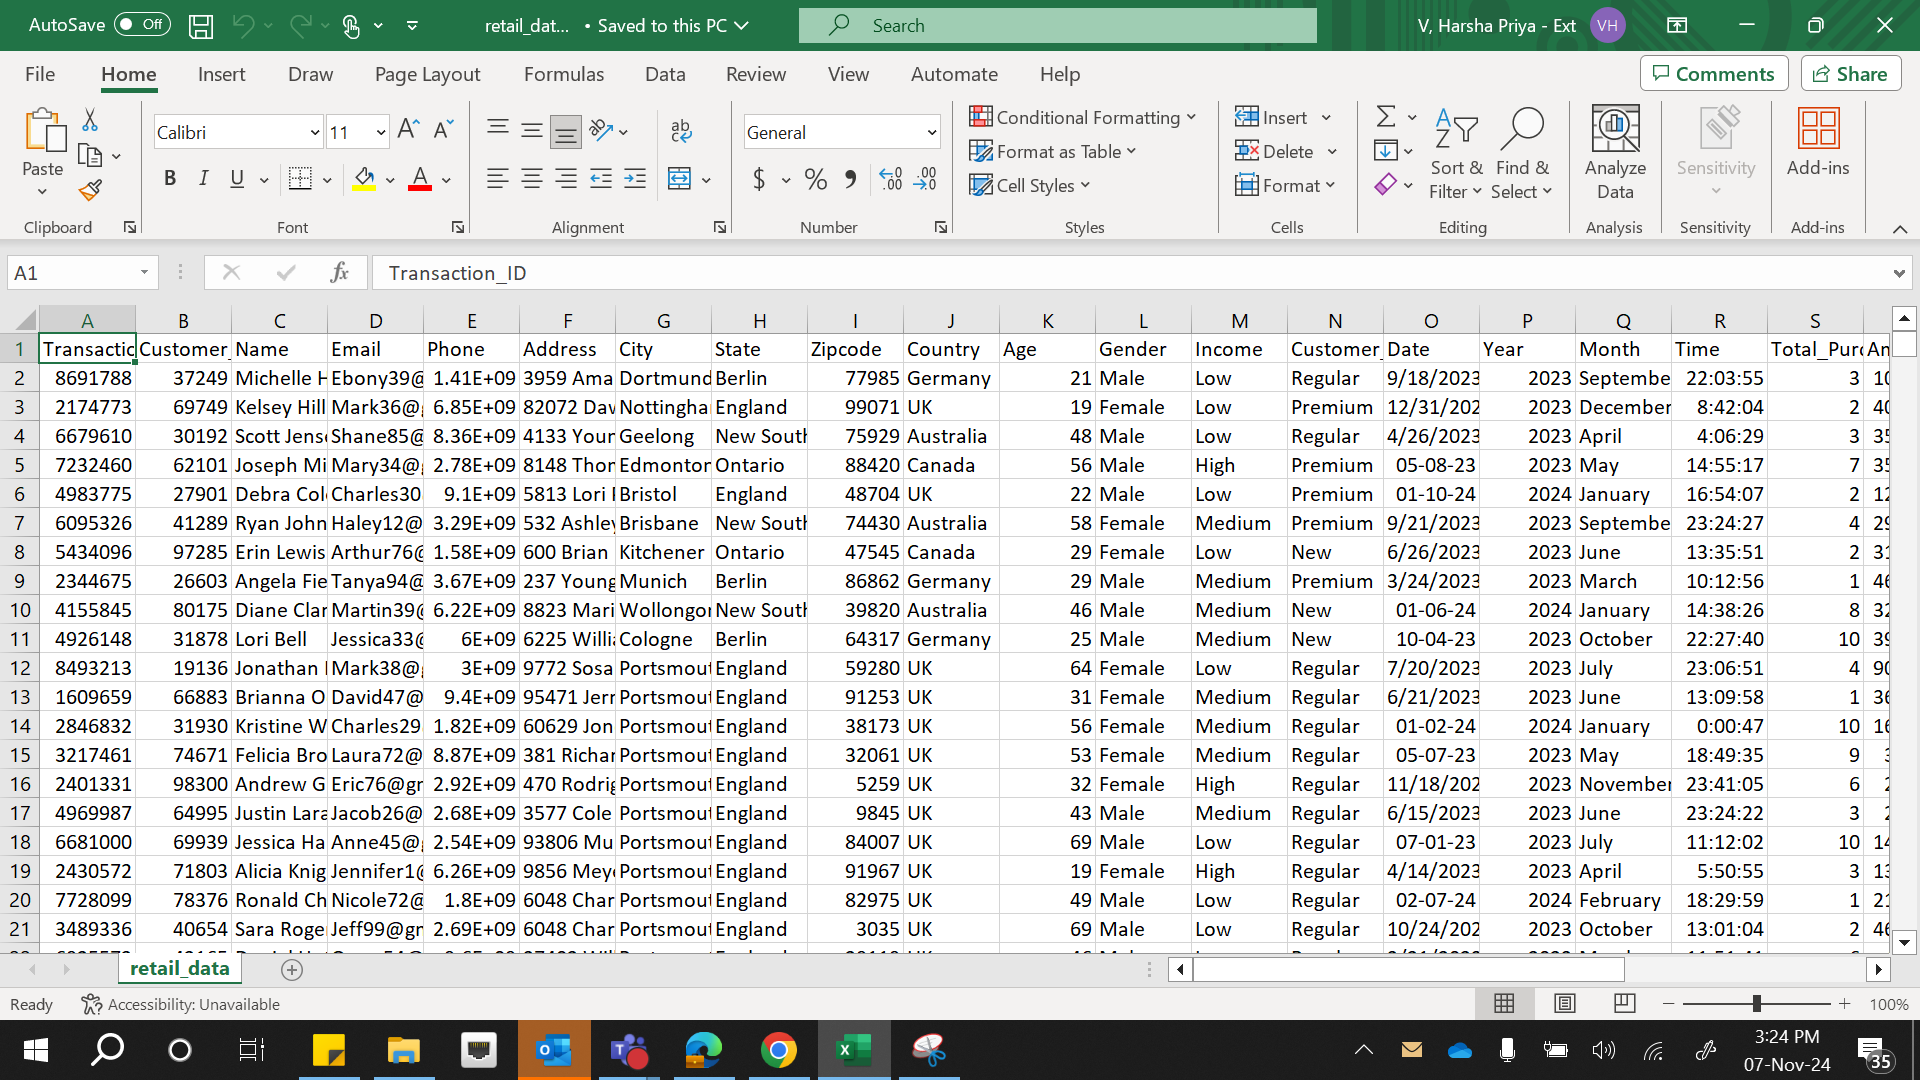 AutoSave Off retail_dat... • Saved to this PC Search V, Harsha Priya - Ext VH
File Home Insert Draw Page Layout Formulas Data Review View Automate Help Comments Share
Paste
Clipboard
Calibri 11
B I U
Font
Alignment
General
$ % 9
Number
Conditional Formatting
Format as Table
Cell Styles
Styles
Insert
Delete
Format
Cells
Sort & Filter
Find & Select
Editing
Analyze Data
Analysis
Sensitivity
Sensitivity
Add-ins
Add-ins
A1 fx Transaction_ID
A B C D E F G H I J K L M N O P Q R S
1 Transactic Customer_ Name Email Phone Address City State Zipcode Country Age Gender Income Customer_ Date Year Month Time Total_Purc An
2 8691788 37249 Michelle H Ebony39@ 1.41E+09 3959 Ama Dortmund Berlin 77985 Germany 21 Male Low Regular 9/18/2023 2023 Septembe 22:03:55 3 10
3 2174773 69749 Kelsey Hill Mark36@g 6.85E+09 82072 Dav Nottingha England 99071 UK 19 Female Low Premium 12/31/202 2023 December 8:42:04 2 40
4 6679610 30192 Scott Jens Shane85@ 8.36E+09 4133 Your Geelong New South 75929 Australia 48 Male Low Regular 4/26/2023 2023 April 4:06:29 3 35
5 7232460 62101 Joseph Mi Mary34@g 2.78E+09 8148 Thor Edmonton Ontario 88420 Canada 56 Male High Premium 05-08-23 2023 May 14:55:17 7 35
6 4983775 27901 Debra Col Charles30 9.1E+09 5813 Lori Bristol England 48704 UK 22 Male Low Premium 01-10-24 2024 January 16:54:07 2 12
7 6095326 41289 Ryan John Haley12@ 3.29E+09 532 Ashley Brisbane New South 74430 Australia 58 Female Medium Premium 9/21/2023 2023 Septembe 23:24:27 4 29
8 5434096 97285 Erin Lewis Arthur76@ 1.58E+09 600 Brian Kitchener Ontario 47545 Canada 29 Female Low New 6/26/2023 2023 June 13:35:51 2 31
9 2344675 26603 Angela Fie Tanya94@ 3.67E+09 237 Young Munich Berlin 86862 Germany 29 Male Medium Premium 3/24/2023 2023 March 10:12:56 1 46
10 4155845 80175 Diane Clar Martin39@ 6.22E+09 8823 Mari Wollongo New South 39820 Australia 46 Male Medium New 01-06-24 2024 January 14:38:26 8 32
11 4926148 31878 Lori Bell Jessica33@ 6E+09 6225 Willi Cologne Berlin 64317 Germany 25 Male Medium New 10-04-23 2023 October 22:27:40 10 39
12 8493213 19136 Jonathan Mark38@g 3E+09 9772 Sosa Portsmout England 59280 UK 64 Female Low Regular 7/20/2023 2023 July 23:06:51 4 90
13 1609659 66883 Brianna O David47@ 9.4E+09 95471 Jerr Portsmout England 91253 UK 31 Female Medium Regular 6/21/2023 2023 June 13:09:58 1 36
14 2846832 31930 Kristine W Charles29 1.82E+09 60629 Jon Portsmout England 38173 UK 56 Female Medium Regular 01-02-24 2024 January 0:00:47 10 16
15 3217461 74671 Felicia Bro Laura72@ 8.87E+09 381 Richar Portsmout England 32061 UK 53 Female Medium Regular 05-07-23 2023 May 18:49:35 9
16 2401331 98300 Andrew G Eric76@gr 2.92E+09 470 Rodrig Portsmout England 5259 UK 32 Female High Regular 11/18/202 2023 November 23:41:05 6 2
17 4969987 64995 Justin Lara Jacob26@ 2.68E+09 3577 Cole Portsmout England 9845 UK 43 Male Medium Regular 6/15/2023 2023 June 23:24:22 3 2
18 6681000 69939 Jessica Ha Anne45@g 2.54E+09 93806 Mu Portsmout England 84007 UK 69 Male Low Regular 07-01-23 2023 July 11:12:02 10 14
19 2430572 71803 Alicia Knig Jennifer1@ 6.26E+09 9856 Meye Portsmout England 91967 UK 19 Female High Regular 4/14/2023 2023 April 5:50:55 3 13
20 7728099 78376 Ronald Ch Nicole72@ 1.8E+09 6048 Char Portsmout England 82975 UK 49 Male Low Regular 02-07-24 2024 February 18:29:59 1 21
21 3489336 40654 Sara Roge Jeff99@gr 2.69E+09 6048 Char Portsmout England 3035 UK 69 Male Low Regular 10/24/202 2023 October 13:01:04 2 46
retail_data
Ready Accessibility: Unavailable 100%
3:24 PM
07-Nov-24
35